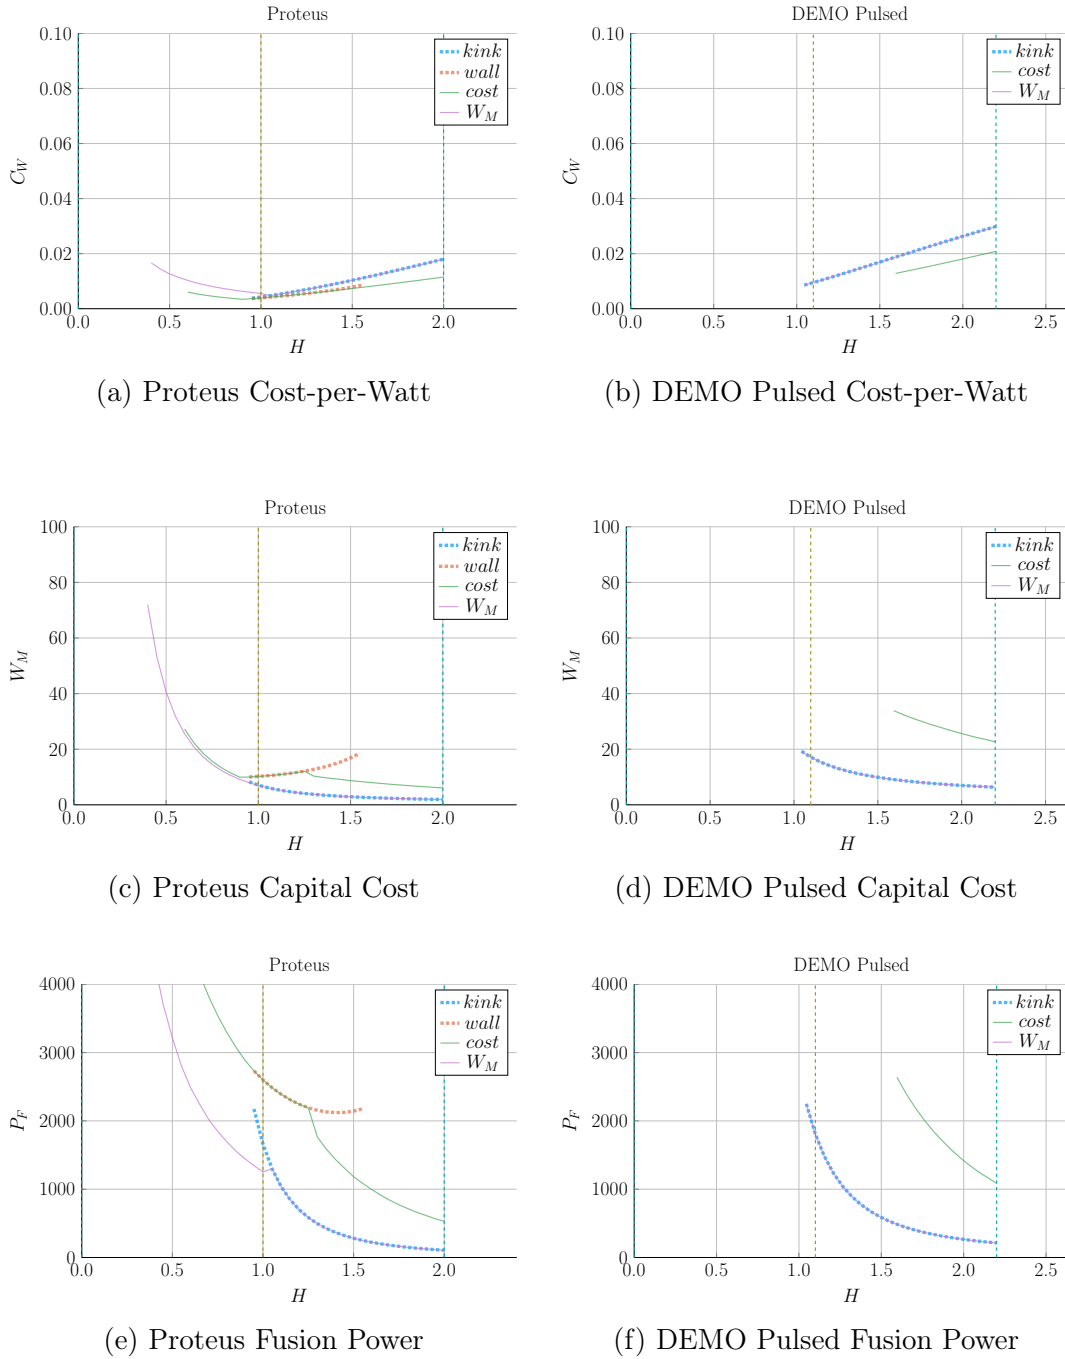 Proteus
0.10
0.08
0.06
0.04
0.02
0.00
C_W
0.0 0.5 1.0 1.5 2.0
H
kink
wall
cost
W_M
(a) Proteus Cost-per-Watt
DEMO Pulsed
0.10
0.08
0.06
0.04
0.02
0.00
C_W
0.0 0.5 1.0 1.5 2.0 2.5
H
kink
cost
W_M
(b) DEMO Pulsed Cost-per-Watt
Proteus
100
80
60
40
20
0
W_M
0.0 0.5 1.0 1.5 2.0
H
kink
wall
cost
W_M
(c) Proteus Capital Cost
DEMO Pulsed
100
80
60
40
20
0
W_M
0.0 0.5 1.0 1.5 2.0 2.5
H
kink
cost
W_M
(d) DEMO Pulsed Capital Cost
Proteus
4000
3000
2000
1000
0
P_F
0.0 0.5 1.0 1.5 2.0
H
kink
wall
cost
W_M
(e) Proteus Fusion Power
DEMO Pulsed
4000
3000
2000
1000
0
P_F
0.0 0.5 1.0 1.5 2.0 2.5
H
kink
cost
W_M
(f) DEMO Pulsed Fusion Power